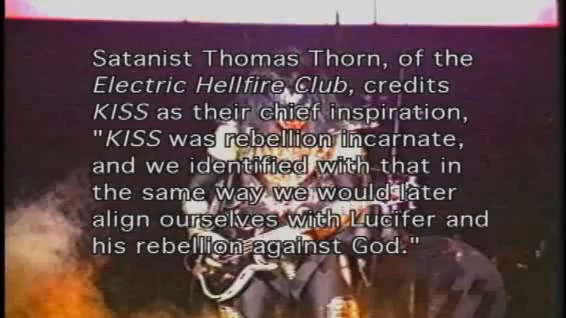 Satanist Thomas Thorn, of the
Electric Hellfire Club, credits
KISS as their chief inspiration,
"KISS was rebellion incarnate,
and we identified with that in
the same way we would later
align ourselves with Lucifer and
his rebellion against God."